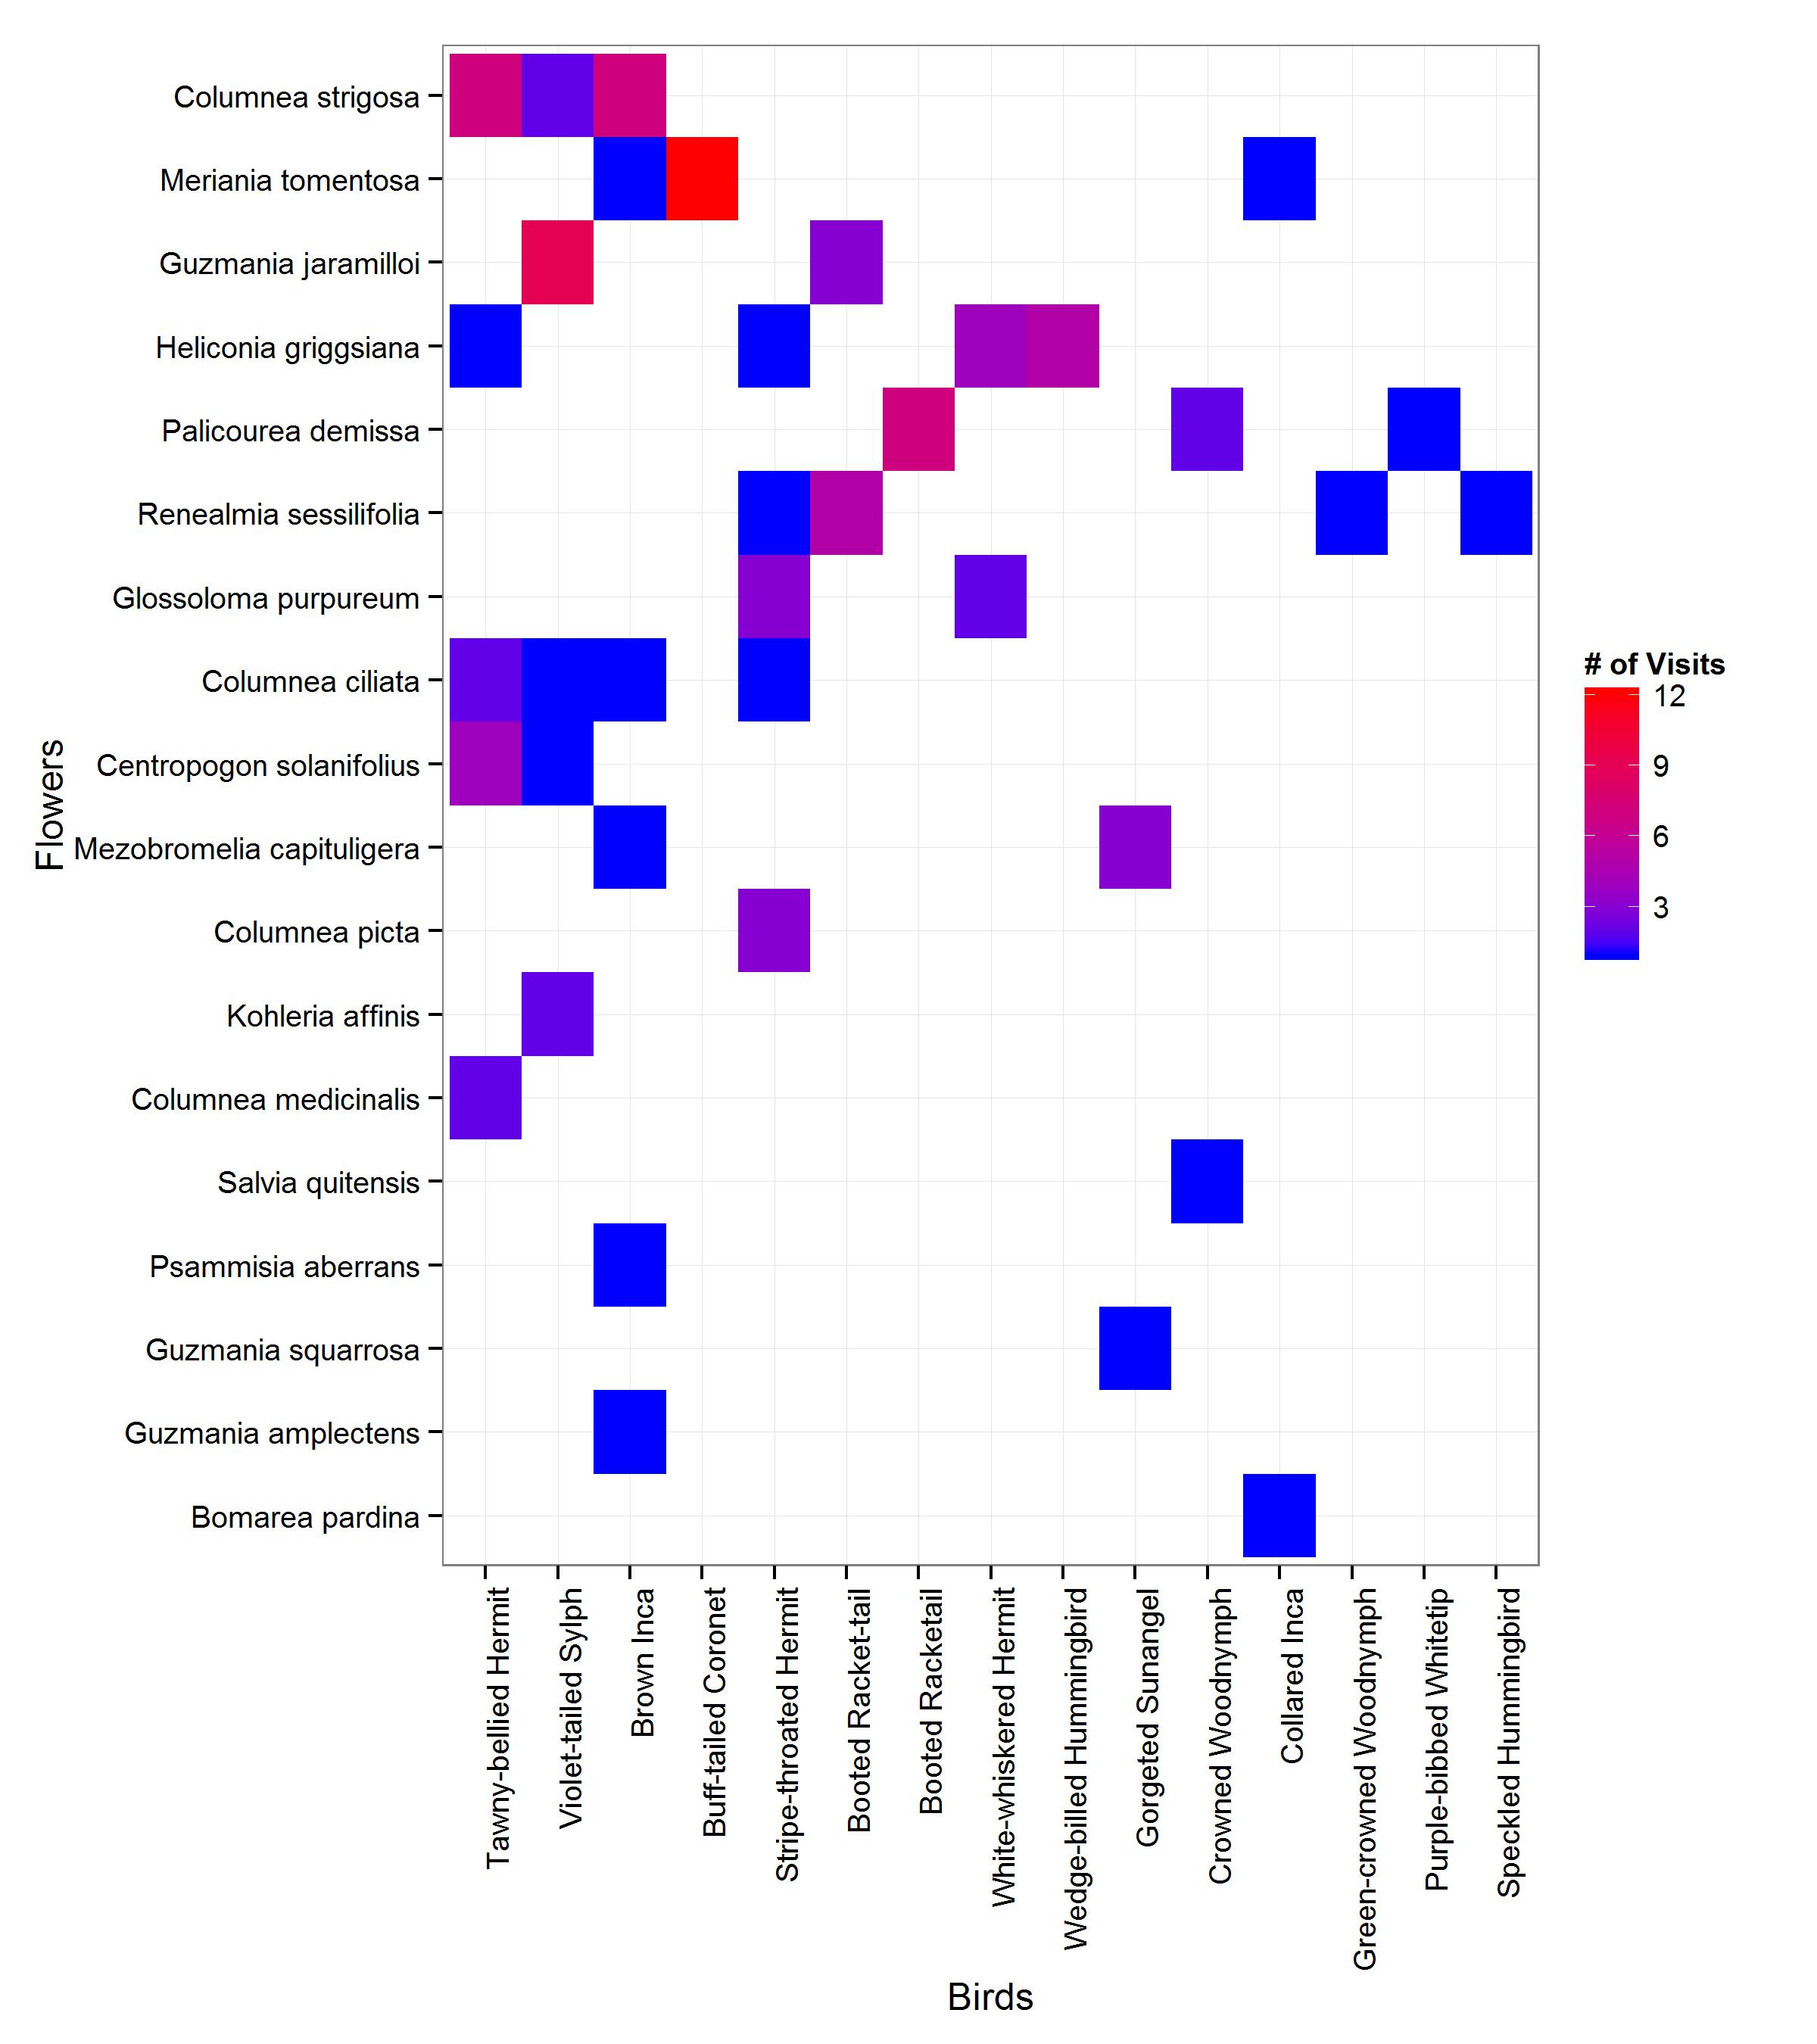 Columnea strigosa
Meriania tomentosa
Guzmania jaramilloi
Heliconia griggsiana
Palicourea demissa
Renealmia sessilifolia
Glossoloma purpureum
Columnea ciliata
Centropogon solanifolius
Mezobromelia capituligera
Columnea picta
Kohleria affinis
Columnea medicinalis
Salvia quitensis
Psammisia aberrans
Guzmania squarrosa
Guzmania amplectens
Bomarea pardina
Flowers
Tawny-bellied Hermit
Violet-tailed Sylph
Brown Inca
Buff-tailed Coronet
Stripe-throated Hermit
Booted Racket-tail
Booted Racketail
White-whiskered Hermit
Wedge-billed Hummingbird
Gorgeted Sunangel
Crowned Woodnymph
Collared Inca
Green-crowned Woodnymph
Purple-bibbed Whitetip
Speckled Hummingbird
Birds
# of Visits
12
9
6
3